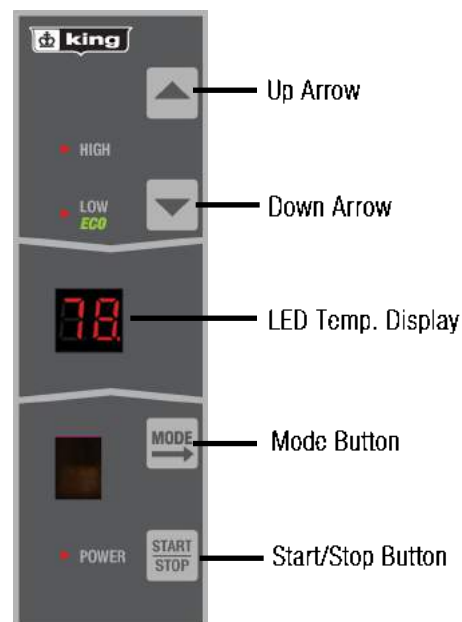 king
Up Arrow
HIGH
LOW
ECO
Down Arrow
78.
LED Temp. Display
MODE
Mode Button
POWER
START
STOP
Start/Stop Button